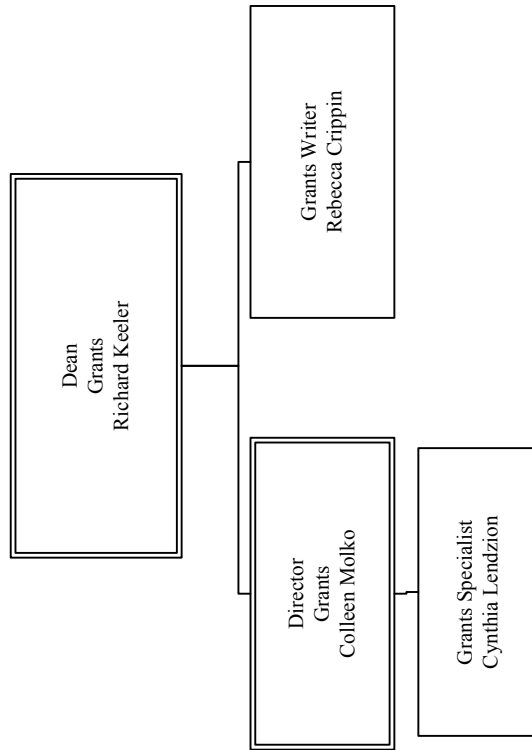 Dean
Grants
Richard Keeler
Director
Grants
Colleen Molko
Grants Writer
Rebecca Crippin
Grants Specialist
Cynthia Lendzion